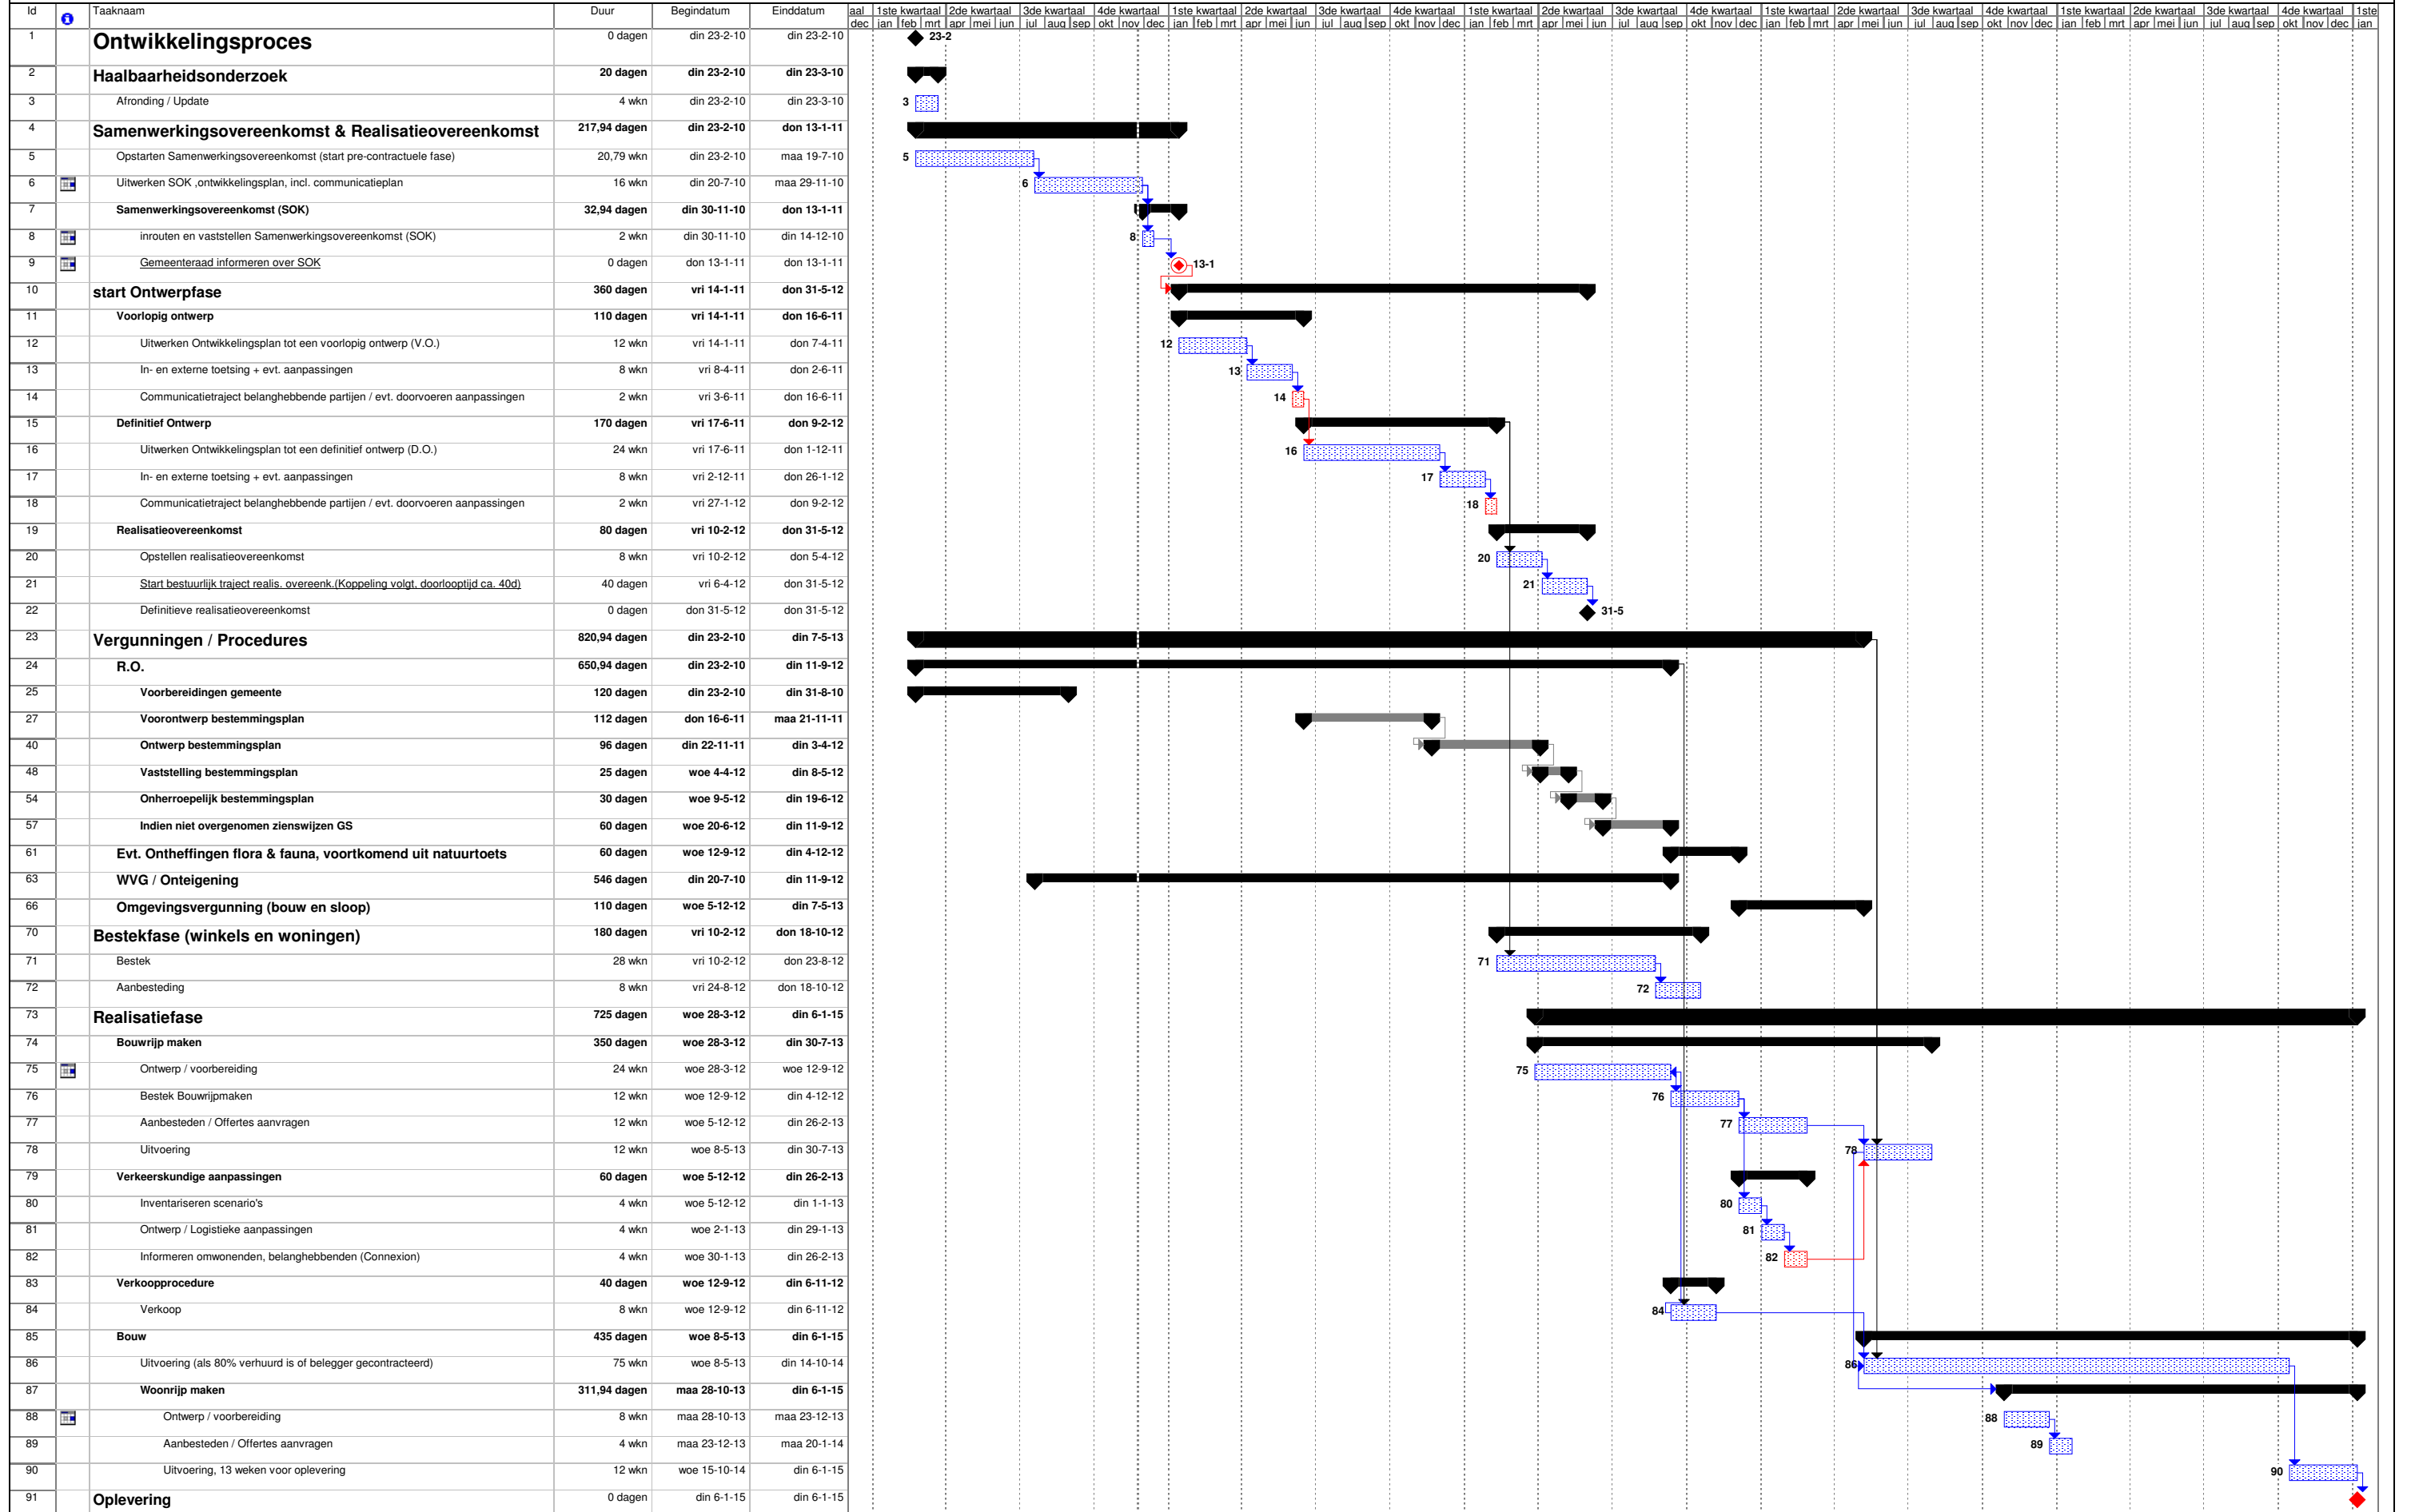 Id Taaknaam Duur Begindatum Einddatum aal 1ste kwartaal 2de kwartaal 3de kwartaal 4de kwartaal 1ste kwartaal 2de kwartaal 3de kwartaal 4de kwartaal 1ste kwartaal 2de kwartaal 3de kwartaal 4de kwartaal 1ste kwartaal 2de kwartaal 3de kwartaal 4de kwartaal 1ste kwartaal 2de kwartaal 3de kwartaal 4de kwartaal 1ste
dec jan feb mrt apr mei jun jul aug sep okt nov dec jan feb mrt apr mei jun jul aug sep okt nov dec jan feb mrt apr mei jun jul aug sep okt nov dec jan feb mrt apr mei jun jul aug sep okt nov dec jan feb mrt apr mei jun jul aug sep okt nov dec jan
1 Ontwikkelingsproces 0 dagen din 23-2-10 din 23-2-10 23-2
2 Haalbaarheidsonderzoek 20 dagen din 23-2-10 din 23-3-10
3 Afronding / Update 4 wkn din 23-2-10 din 23-3-10 3
4 Samenwerkingsovereenkomst & Realisatieovereenkomst 217,94 dagen din 23-2-10 don 13-1-11
5 Opstarten Samenwerkingsovereenkomst (start pre-contractuele fase) 20,79 wkn din 23-2-10 maa 19-7-10 5
6 Uitwerken SOK ,ontwikkelingsplan, incl. communicatieplan 16 wkn din 20-7-10 maa 29-11-10 6
7 Samenwerkingsovereenkomst (SOK) 32,94 dagen din 30-11-10 don 13-1-11
8 inrouten en vaststellen Samenwerkingsovereenkomst (SOK) 2 wkn din 30-11-10 din 14-12-10 8
9 Gemeenteraad informeren over SOK 0 dagen don 13-1-11 don 13-1-11 13-1
10 start Ontwerpfase 360 dagen vri 14-1-11 don 31-5-12
11 Voorlopig ontwerp 110 dagen vri 14-1-11 don 16-6-11
12 Uitwerken Ontwikkelingsplan tot een voorlopig ontwerp (V.O.) 12 wkn vri 14-1-11 don 7-4-11 12
13 In- en externe toetsing + evt. aanpassingen 8 wkn vri 8-4-11 don 2-6-11 13
14 Communicatietraject belanghebbende partijen / evt. doorvoeren aanpassingen 2 wkn vri 3-6-11 don 16-6-11 14
15 Definitief Ontwerp 170 dagen vri 17-6-11 don 9-2-12
16 Uitwerken Ontwikkelingsplan tot een definitief ontwerp (D.O.) 24 wkn vri 17-6-11 don 1-12-11 16
17 In- en externe toetsing + evt. aanpassingen 8 wkn vri 2-12-11 don 26-1-12 17
18 Communicatietraject belanghebbende partijen / evt. doorvoeren aanpassingen 2 wkn vri 27-1-12 don 9-2-12 18
19 Realisatieovereenkomst 80 dagen vri 10-2-12 don 31-5-12
20 Opstellen realisatieovereenkomst 8 wkn vri 10-2-12 don 5-4-12 20
21 Start bestuurlijk traject realis. overeenk.(Koppeling volgt, doorlooptijd ca. 40d) 40 dagen vri 6-4-12 don 31-5-12 21
22 Definitieve realisatieovereenkomst 0 dagen don 31-5-12 don 31-5-12 31-5
23 Vergunningen / Procedures 820,94 dagen din 23-2-10 din 7-5-13
24 R.O. 650,94 dagen din 23-2-10 din 11-9-12
25 Voorbereidingen gemeente 120 dagen din 23-2-10 din 31-8-10
27 Voorontwerp bestemmingsplan 112 dagen don 16-6-11 maa 21-11-11
40 Ontwerp bestemmingsplan 96 dagen din 22-11-11 din 3-4-12
48 Vaststelling bestemmingsplan 25 dagen woe 4-4-12 din 8-5-12
54 Onherroepelijk bestemmingsplan 30 dagen woe 9-5-12 din 19-6-12
57 Indien niet overgenomen zienswijzen GS 60 dagen woe 20-6-12 din 11-9-12
61 Evt. Ontheffingen flora & fauna, voortkomend uit natuurtoets 60 dagen woe 12-9-12 din 4-12-12
63 WVG / Onteigening 546 dagen din 20-7-10 din 11-9-12
66 Omgevingsvergunning (bouw en sloop) 110 dagen woe 5-12-12 din 7-5-13
70 Bestekfase (winkels en woningen) 180 dagen vri 10-2-12 don 18-10-12
71 Bestek 28 wkn vri 10-2-12 don 23-8-12 71
72 Aanbesteding 8 wkn vri 24-8-12 don 18-10-12 72
73 Realisatiefase 725 dagen woe 28-3-12 din 6-1-15
74 Bouwrijp maken 350 dagen woe 28-3-12 din 30-7-13
75 Ontwerp / voorbereiding 24 wkn woe 28-3-12 woe 12-9-12 75
76 Bestek Bouwrijpmaken 12 wkn woe 12-9-12 din 4-12-12 76
77 Aanbesteden / Offertes aanvragen 12 wkn woe 5-12-12 din 26-2-13 77
78 Uitvoering 12 wkn woe 8-5-13 din 30-7-13 78
79 Verkeerskundige aanpassingen 60 dagen woe 5-12-12 din 26-2-13
80 Inventariseren scenario's 4 wkn woe 5-12-12 din 1-1-13 80
81 Ontwerp / Logistieke aanpassingen 4 wkn woe 2-1-13 din 29-1-13 81
82 Informeren omwonenden, belanghebbenden (Connexion) 4 wkn woe 30-1-13 din 26-2-13 82
83 Verkoopprocedure 40 dagen woe 12-9-12 din 6-11-12
84 Verkoop 8 wkn woe 12-9-12 din 6-11-12 84
85 Bouw 435 dagen woe 8-5-13 din 6-1-15
86 Uitvoering (als 80% verhuurd is of belegger gecontracteerd) 75 wkn woe 8-5-13 din 14-10-14 86
87 Woonrijp maken 311,94 dagen maa 28-10-13 din 6-1-15
88 Ontwerp / voorbereiding 8 wkn maa 28-10-13 maa 23-12-13 88
89 Aanbesteden / Offertes aanvragen 4 wkn maa 23-12-13 maa 20-1-14 89
90 Uitvoering, 13 weken voor oplevering 12 wkn woe 15-10-14 din 6-1-15 90
91 Oplevering 0 dagen din 6-1-15 din 6-1-15